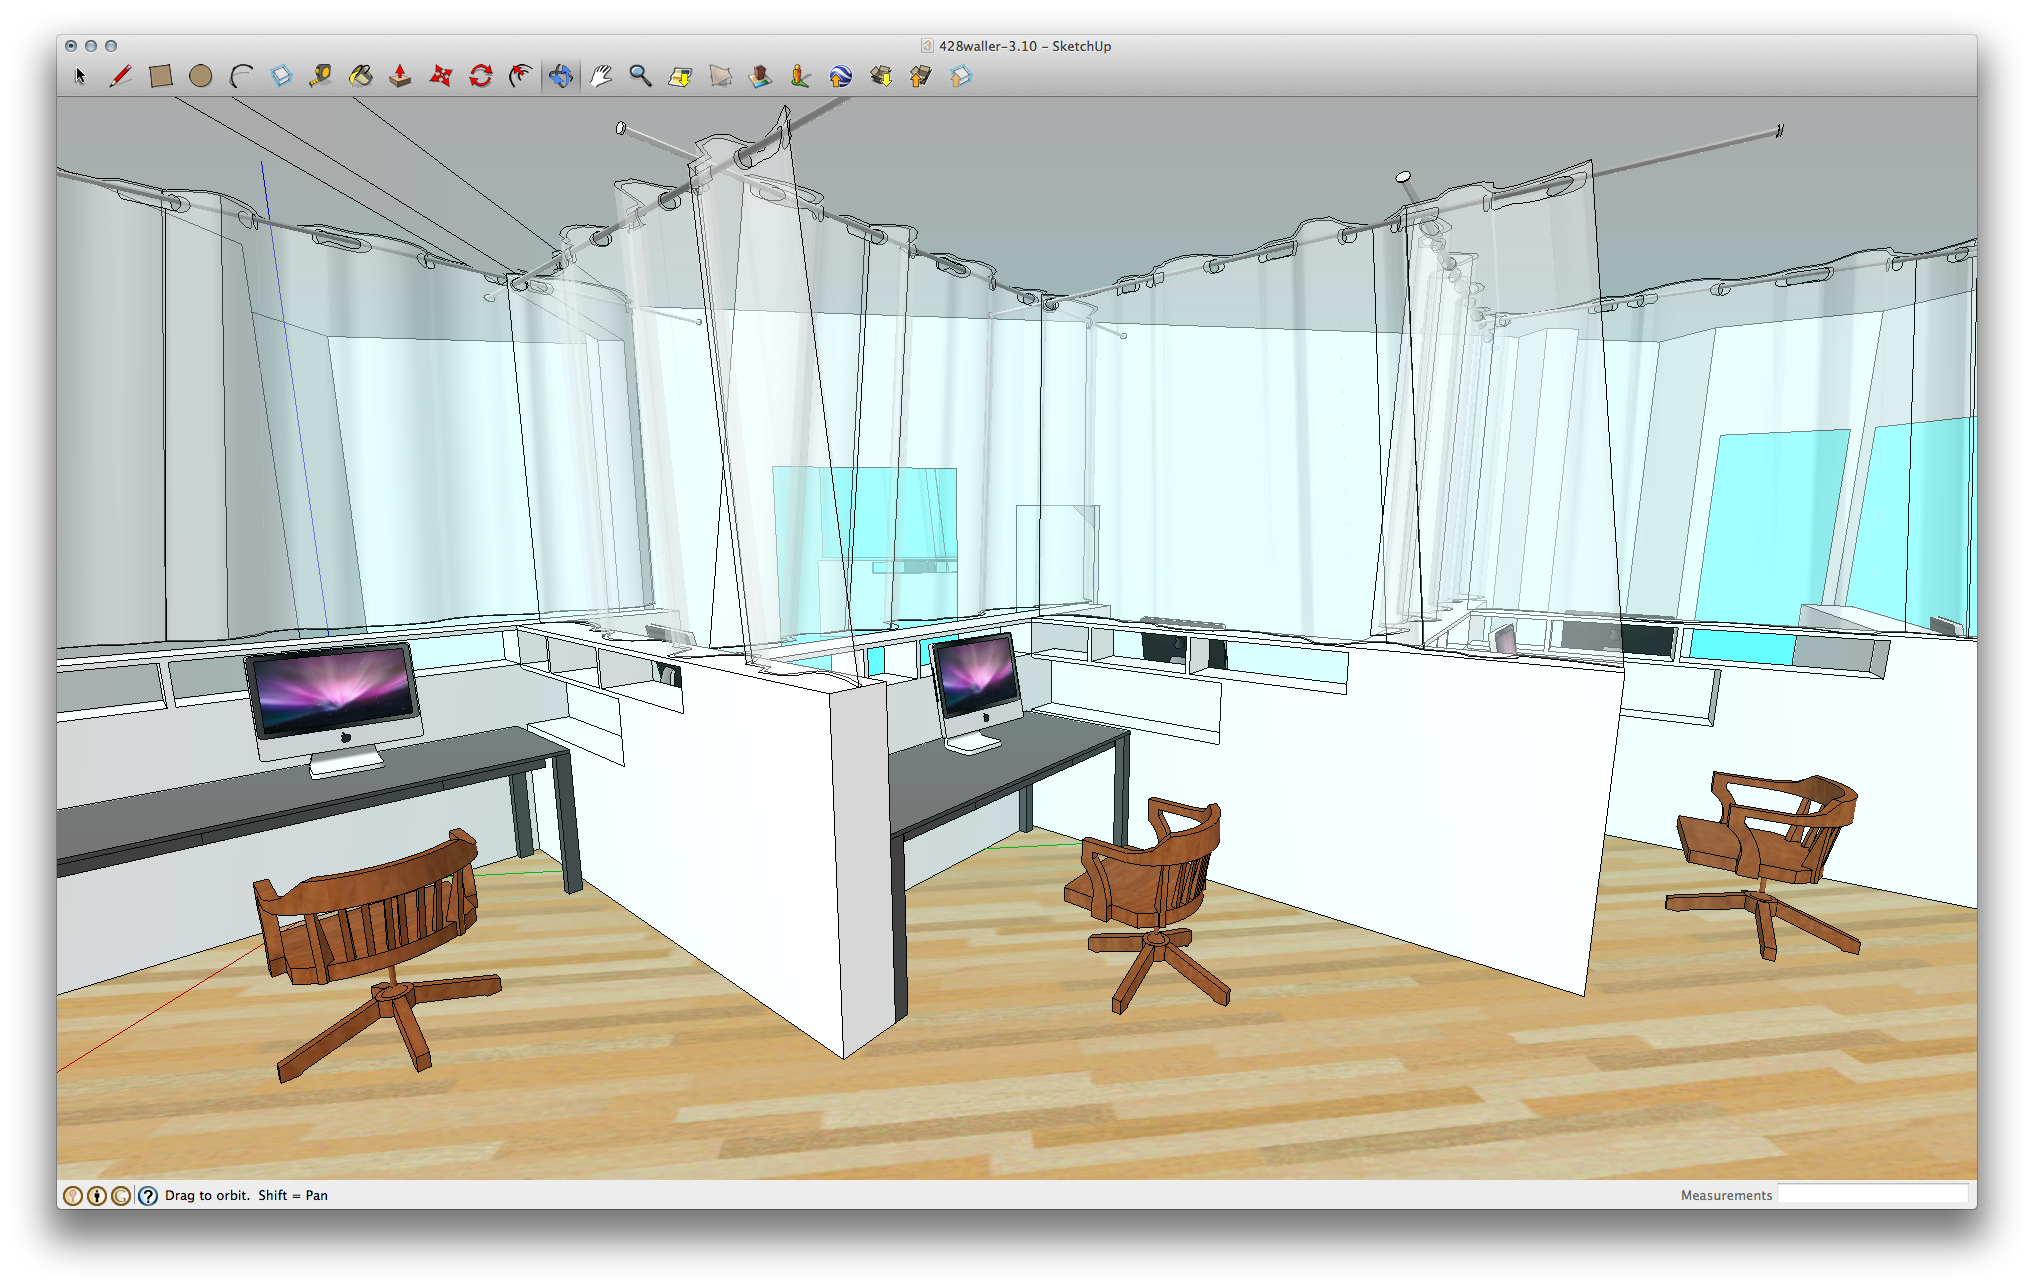 428waller-3.10 – SketchUp
Drag to orbit. Shift = Pan
Measurements